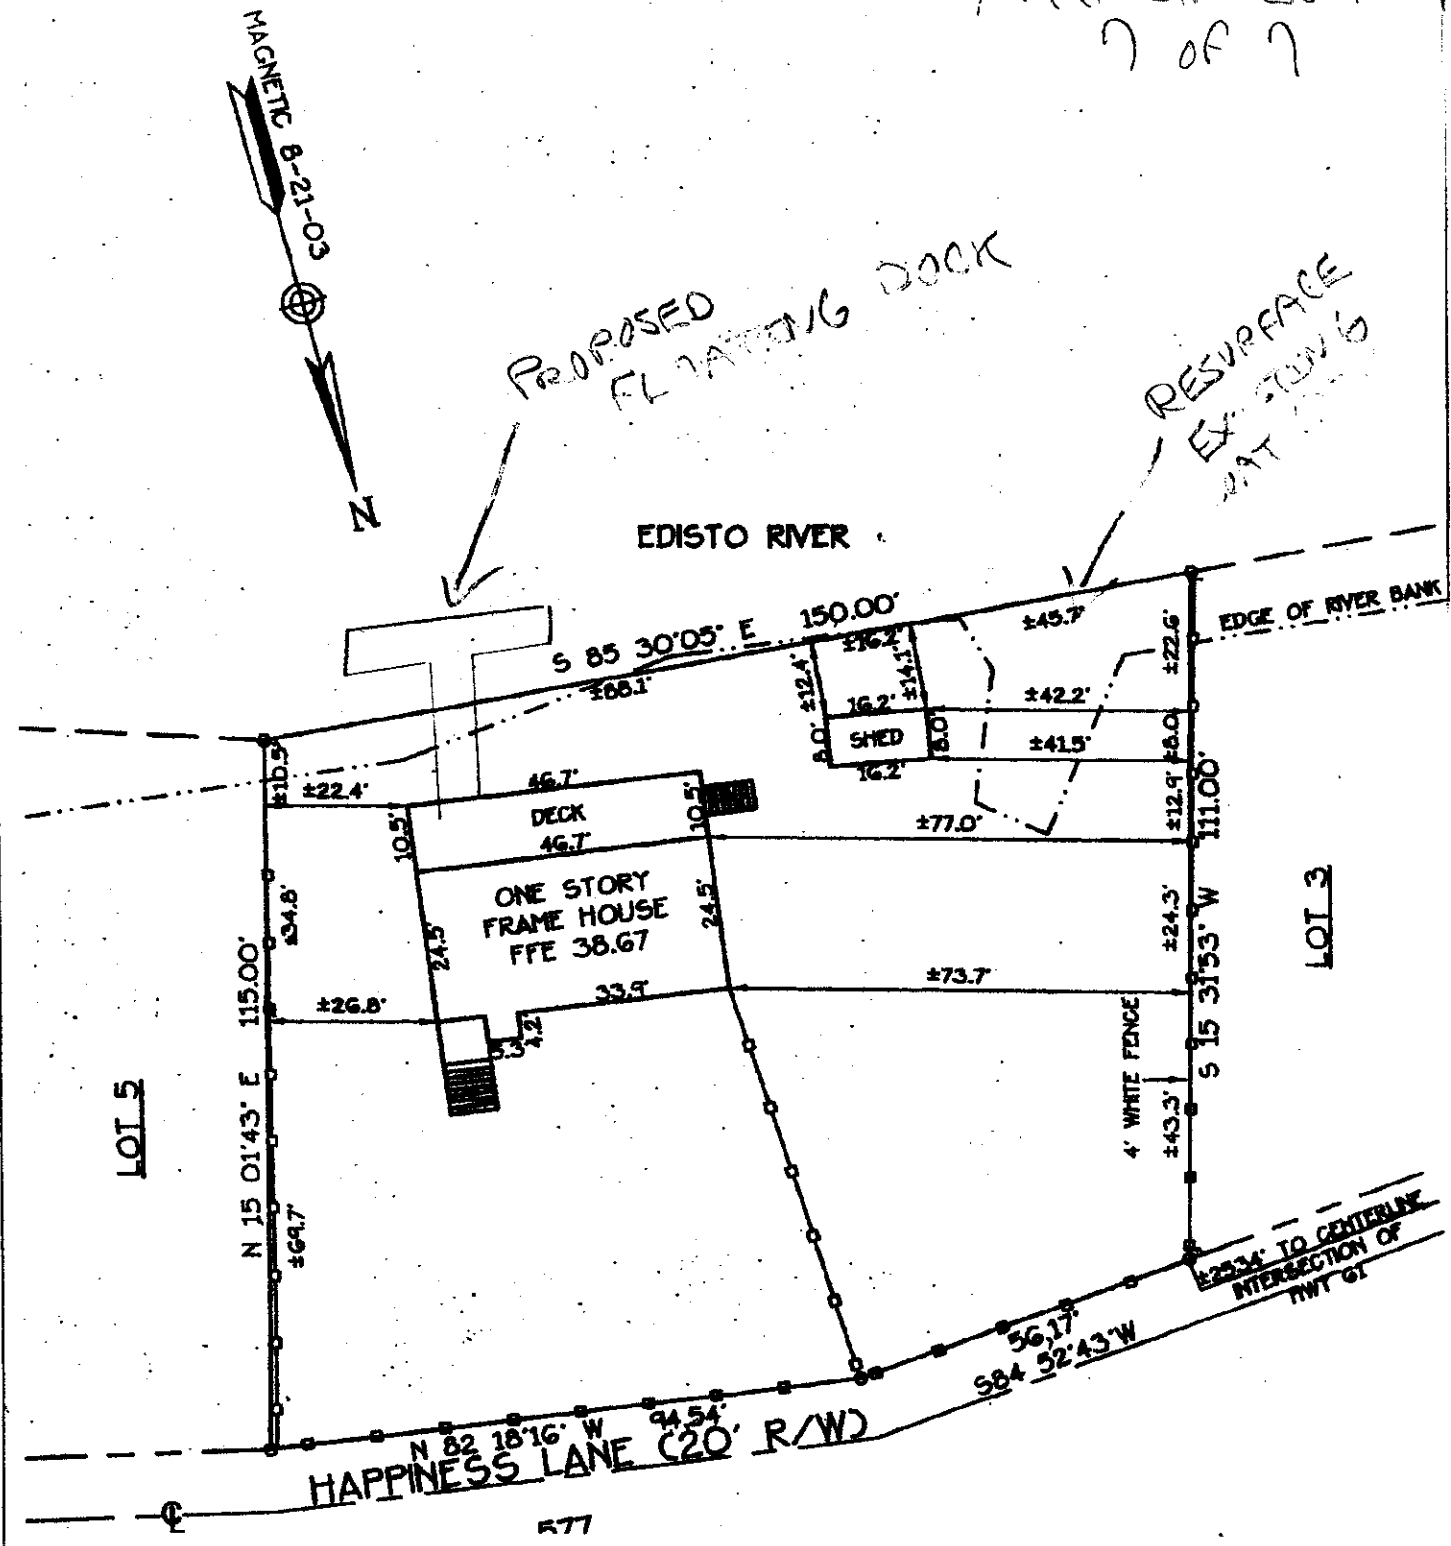 7 OF 7
MAGNETIC 8-21-03
N
PROPOSED
FLOATING DOCK
RESURFACE
EXISTING
EDISTO RIVER
EDGE OF RIVER BANK
S 85 30'05" E 150.00'
±88.1'
±16.2'
±45.7'
±22.6'
±12.4'
±14.1'
16.2'
±42.2'
8.0'
SHED
8.0'
±41.5'
±8.0'
16.2'
±12.9'
111.00'
±10.5'
±22.4'
46.7'
DECK
10.5'
10.5'
46.7'
±77.0'
ONE STORY
FRAME HOUSE
FFE 38.67
24.5'
24.5'
±34.8'
115.00'
±24.3'
S 15 31'53" W
LOT 3
±26.8'
33.9'
±73.7'
5.3'
4.2'
4' WHITE FENCE
±43.3'
LOT 5
N 15 01'43" E
±69.7'
±253.4' TO CENTERLINE
INTERSECTION OF
HWY 61
56.17'
S84 52'43"W
N 82 18'16" W 94.54'
HAPPINESS LANE (20' R/W)
577